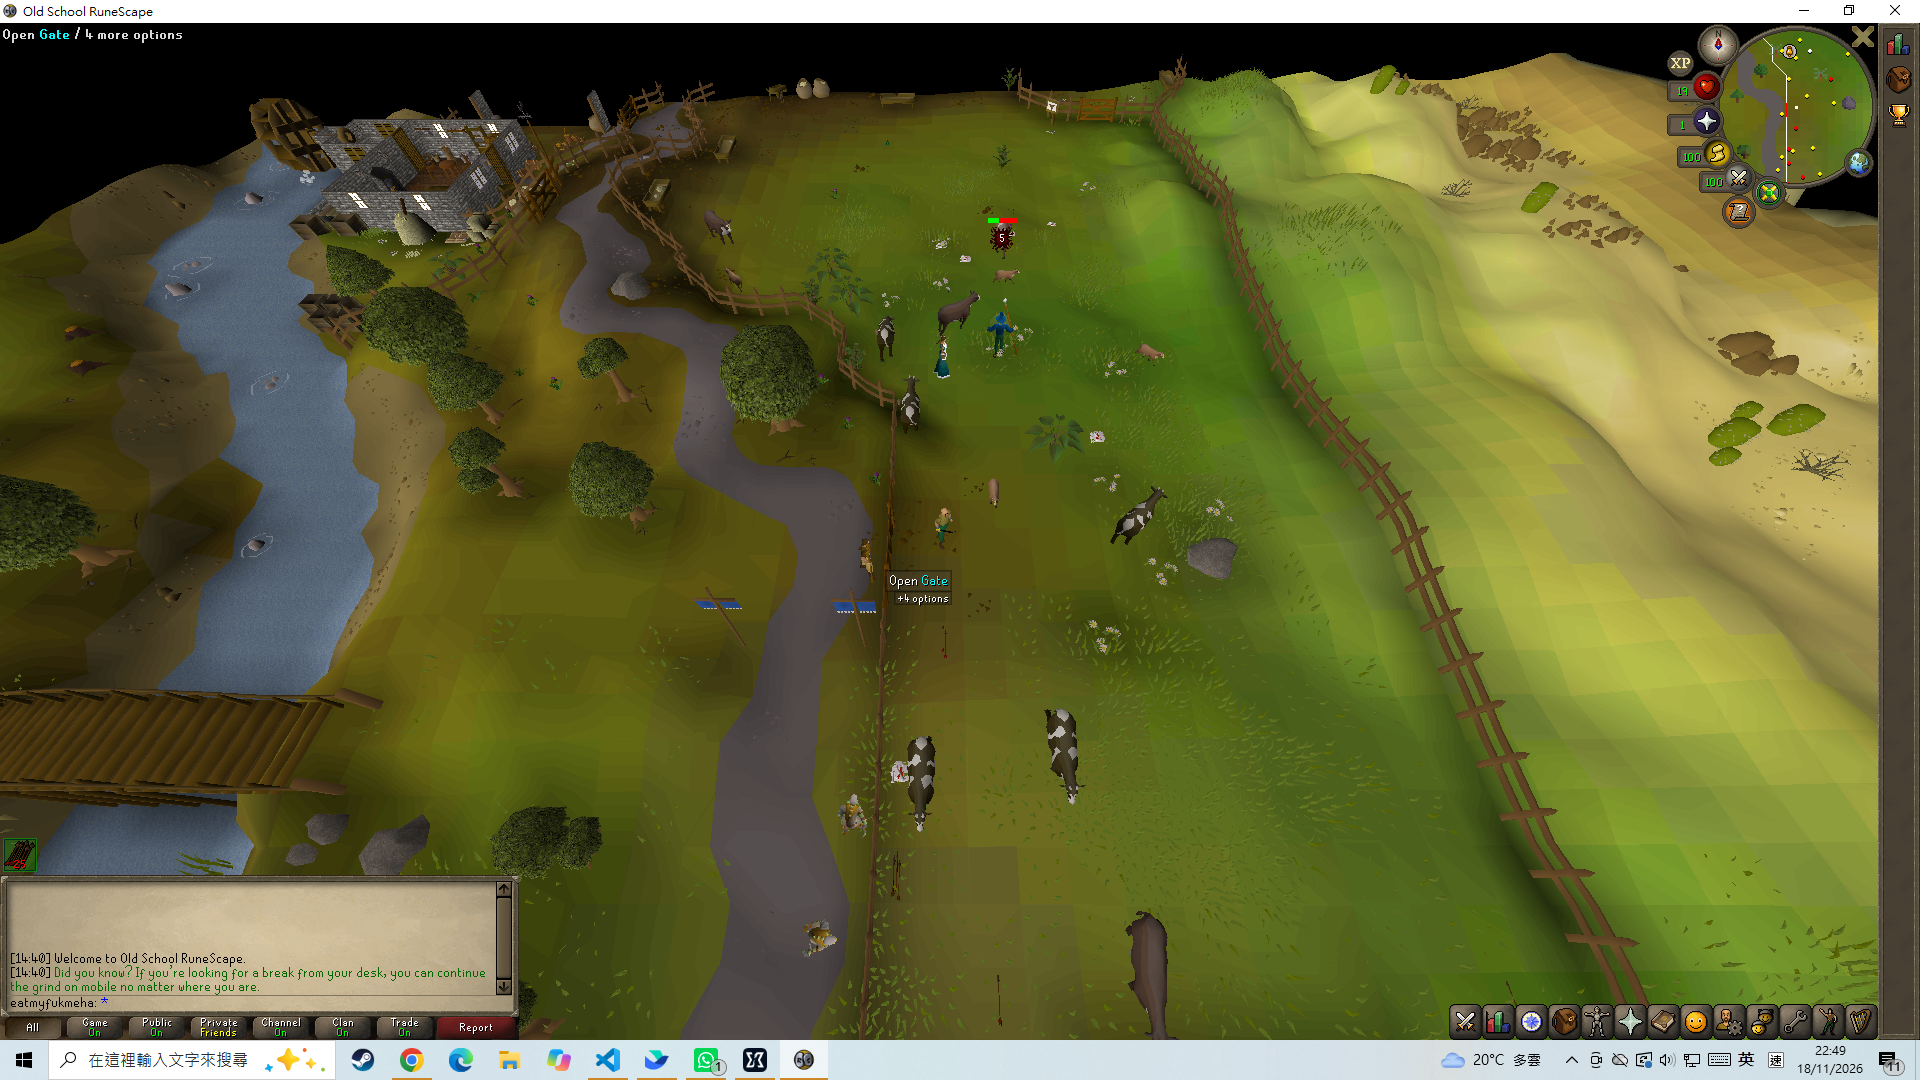 Old School RuneScape
Open Gate / 4 more options
N
XP
19
1
100
100
5
Open Gate
+4 options
25
[14:40] Welcome to Old School RuneScape.
[14:40] Did you know? If you're looking for a break from your desk, you can continue
the grind on mobile no matter where you are.
eatmyfukmeha: *
All
Game
On
Public
On
Private
Friends
Channel
On
Clan
On
Trade
On
Report
在這裡輸入文字來搜尋
1
20°C 多雲
英
速
22:49
18/11/2026
11